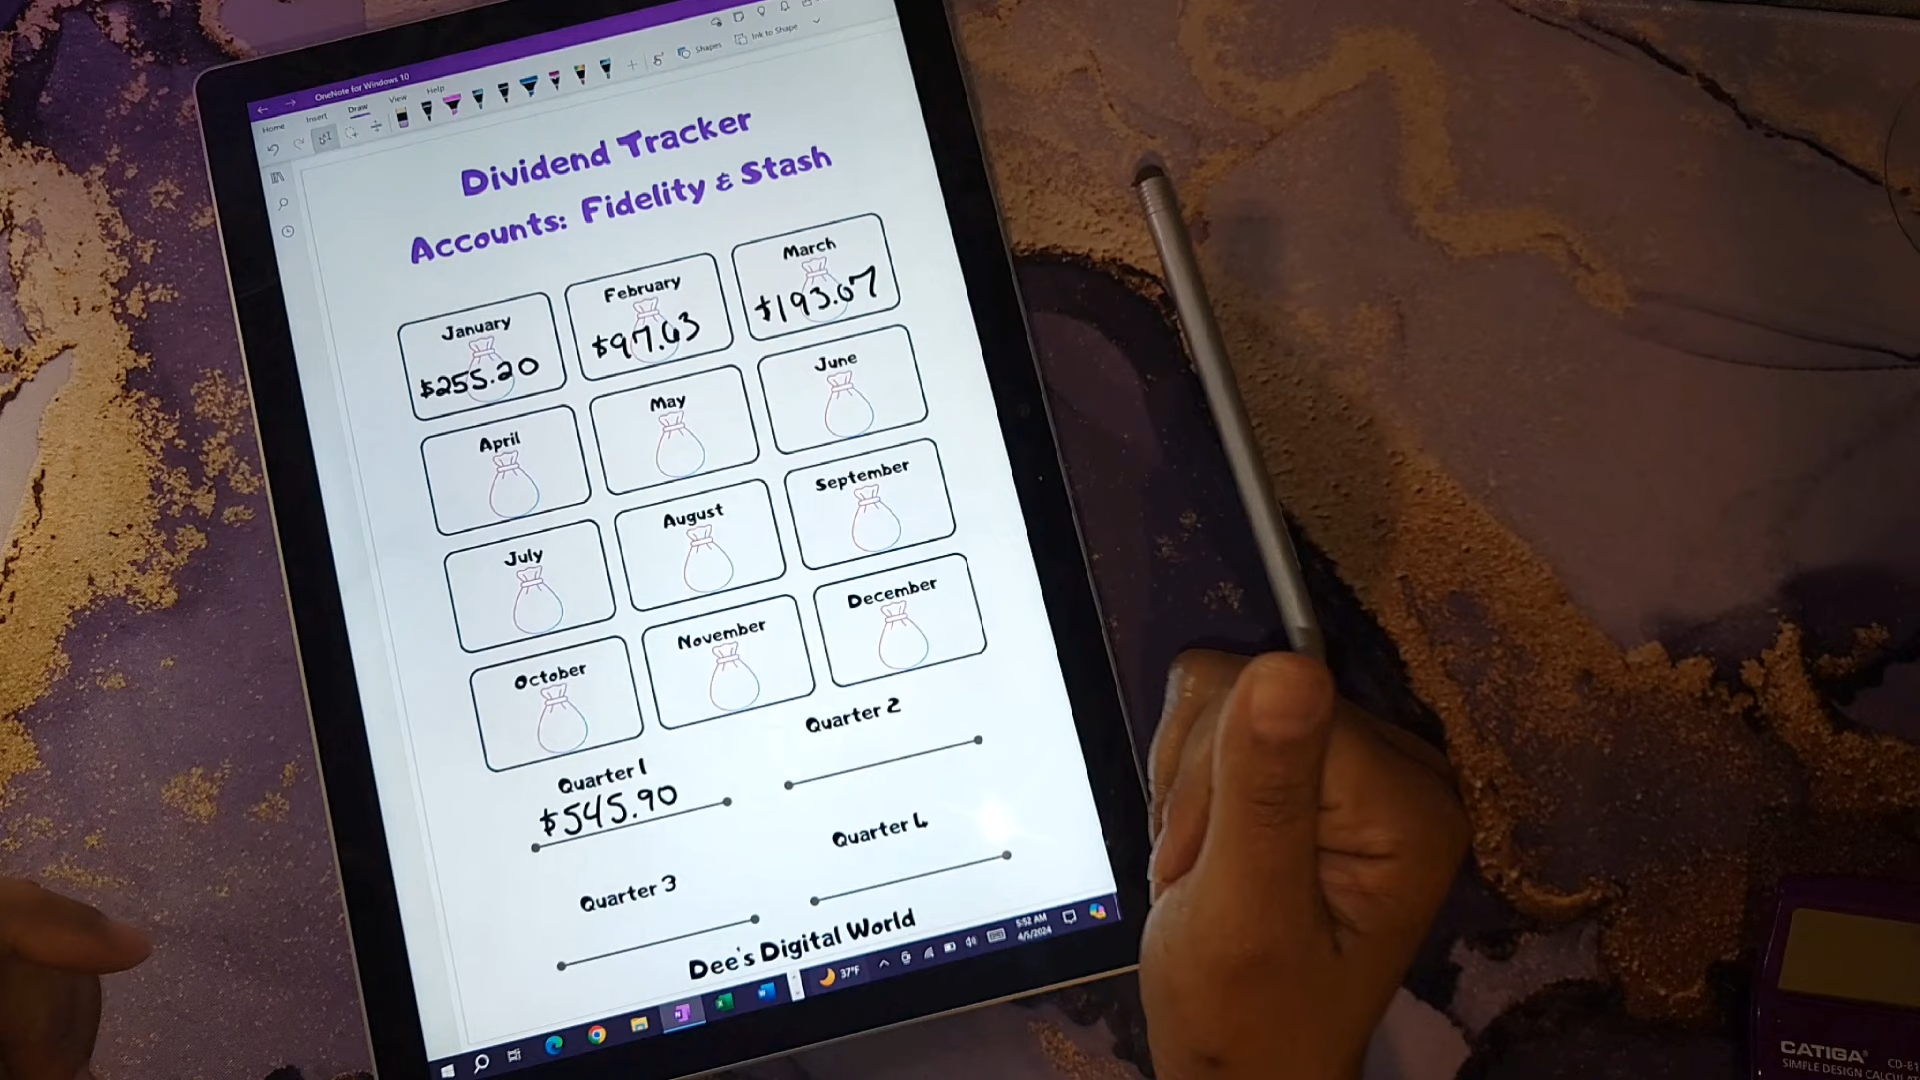 OneNote for Windows 10
Home Insert Draw View Help
Shapes Ink to Shape
Dividend Tracker
Accounts: Fidelity & Stash
January
$255.20
February
$97.63
March
$193.07
April
May
June
July
August
September
October
November
December
Quarter 1
$545.90
Quarter 2
Quarter 3
Quarter 4
Dee's Digital World
37°F
5:52 AM
4/5/2024
CATIGA®
SIMPLE DESIGN